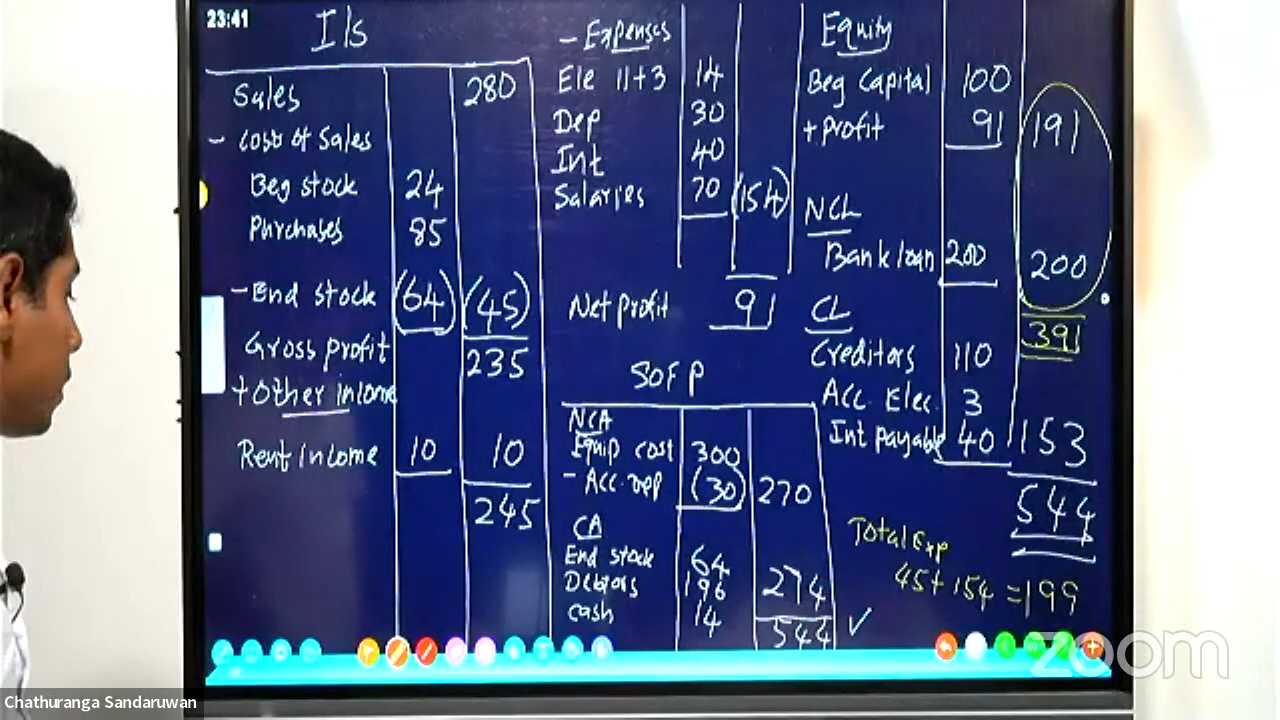 23:41
I/s
Sales 280
- Cost of Sales
Beg stock 24
Purchases 85
- End stock (64) (45)
Gross profit 235
+ Other income
Rent income 10 10
245
- Expenses
Ele 11+3 14
Dep 30
Int 40
Salaries 70 (154)
Net profit 91
SOFP
NCA
Equip cost 300
- Acc. Dep (30) 270
CA
End stock 64
Debtors 196 274
Cash 14
544 ✓
Equity
Beg Capital 100
+ Profit 91 191
NCL
Bank loan 200 200
391
CL
Creditors 110
Acc. Elec. 3
Int payable 40 153
544
Total Exp
45 + 154 = 199
zoom
Chathuranga Sandaruwan